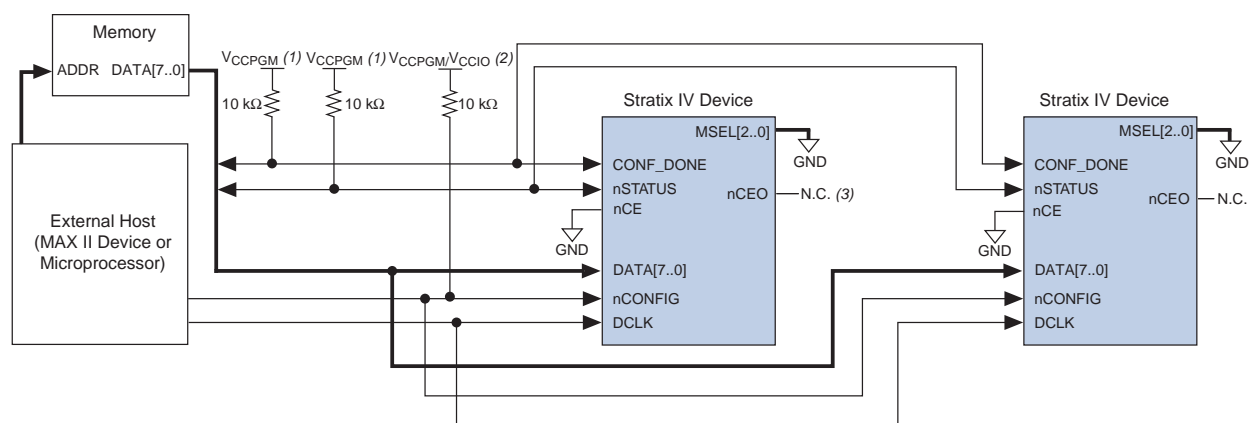 Memory
ADDR DATA[7..0]
VCCPGM (1) VCCPGM (1) VCCPGM/VCCIO (2)
10 kΩ 10 kΩ 10 kΩ
External Host
(MAX II Device or
Microprocessor)
Stratix IV Device
MSEL[2..0]
GND
CONF_DONE
nSTATUS
nCEO N.C. (3)
nCE
GND
DATA[7..0]
nCONFIG
DCLK
Stratix IV Device
MSEL[2..0]
GND
CONF_DONE
nSTATUS
nCEO N.C.
nCE
GND
DATA[7..0]
nCONFIG
DCLK